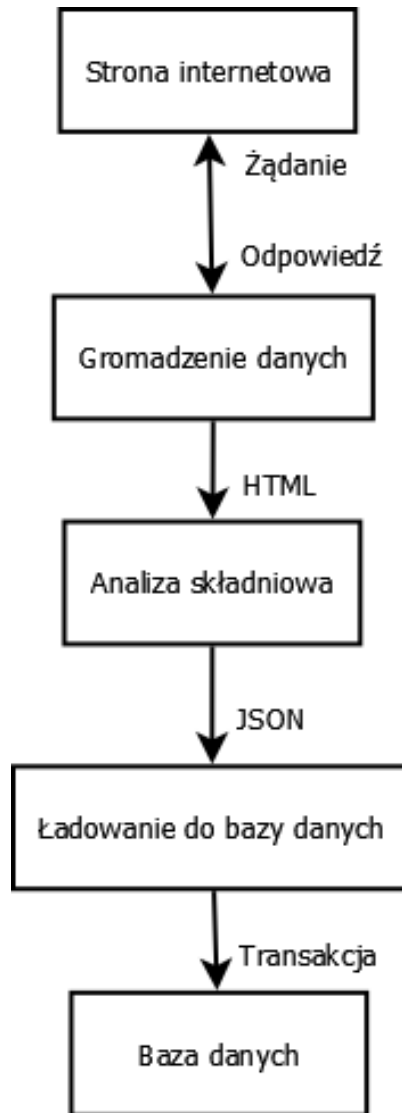 Strona internetowa
Żądanie
Odpowiedź
Gromadzenie danych
HTML
Analiza składniowa
JSON
Ładowanie do bazy danych
Transakcja
Baza danych